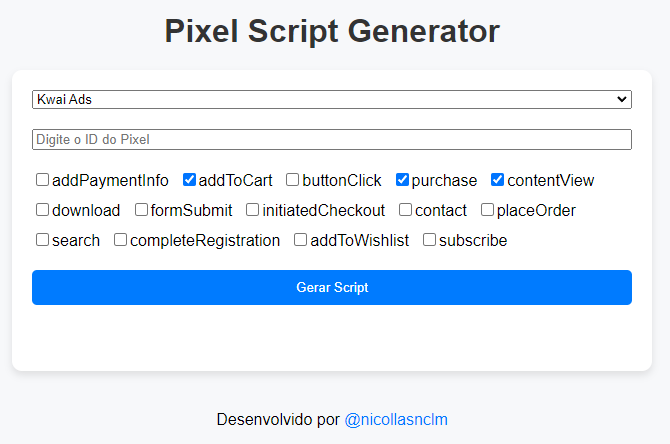 Pixel Script Generator
Kwai Ads
Digite o ID do Pixel
addPaymentInfo addToCart buttonClick purchase contentView
download formSubmit initiatedCheckout contact placeOrder
search completeRegistration addToWishlist subscribe
Gerar Script
Desenvolvido por @nicollasnclm